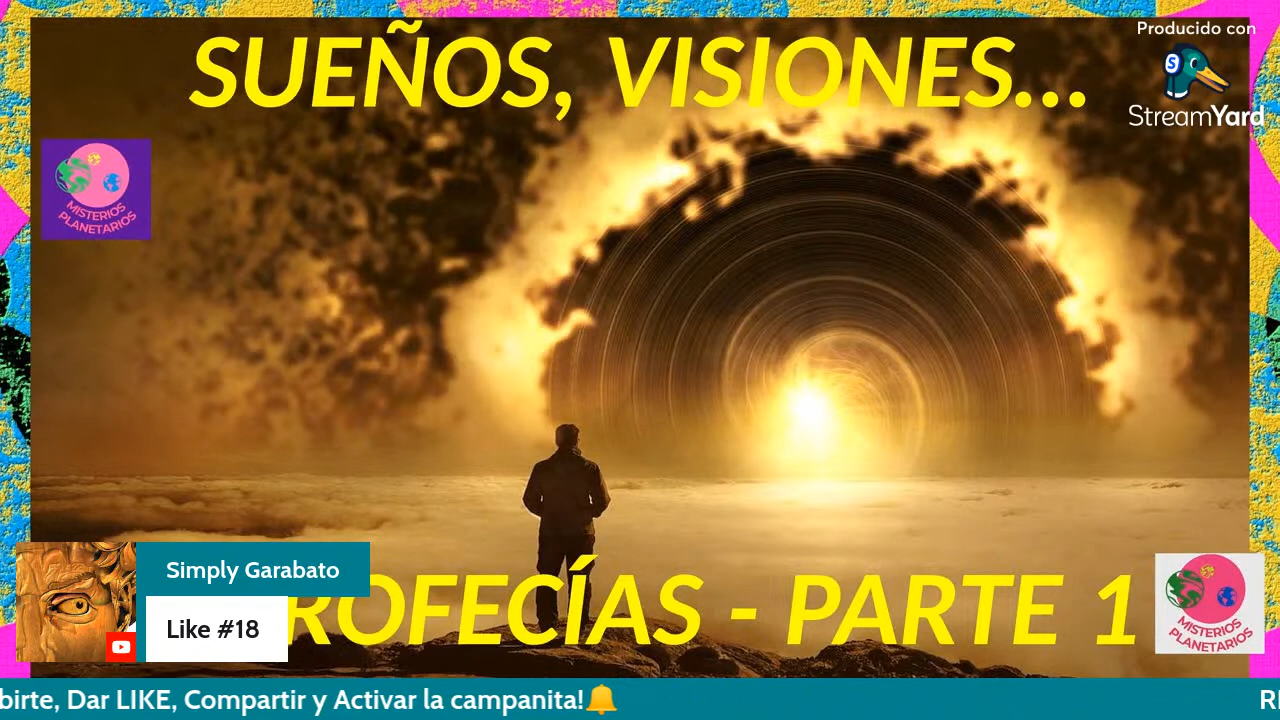 Producido con
StreamYard
SUEÑOS, VISIONES...
MISTERIOS
PLANETARIOS
Simply Garabato
Like #18
ROFECÍAS - PARTE 1
MISTERIOS
PLANETARIOS
birte, Dar LIKE, Compartir y Activar la campanita!